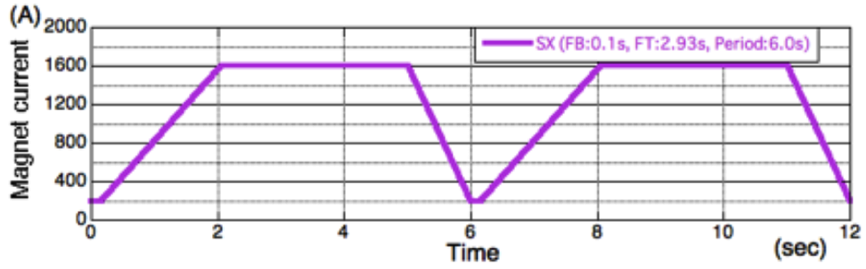 (A)
2000
SX (FB:0.1s, FT:2.93s, Period:6.0s)
1600
1200
800
400
0
Magnet current
0 2 4 6 8 10 12
Time (sec)